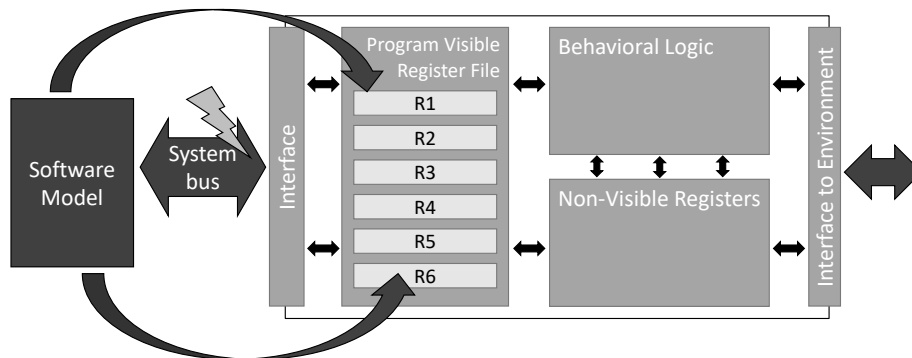 Software
Model
System
bus
Interface
Program Visible
Register File
R1
R2
R3
R4
R5
R6
Behavioral Logic
Non-Visible Registers
Interface to Environment